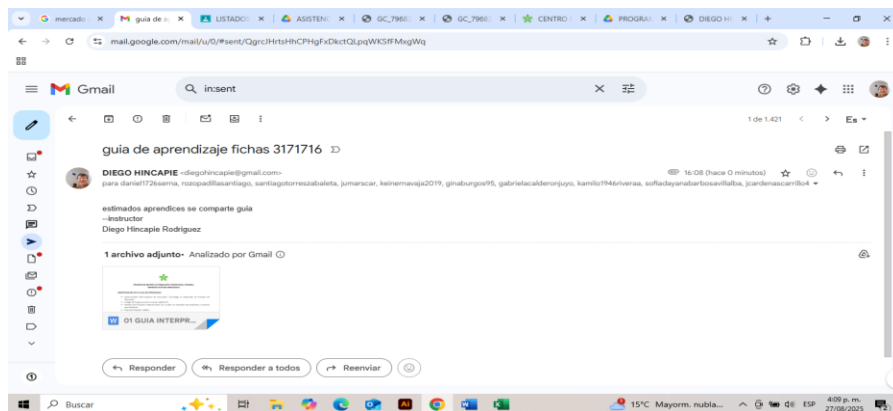 mercado
guia de a
LISTADO
ASISTEN
GC_7968
GC_7968
CENTRO
PROGRA
DIEGO H
mail.google.com/mail/u/0/#sent/QgrcJHrtsHhCPHgFxDkctQLpqWKSfFMxgWq
Gmail
in:sent
1 de 1.421
Es
guia de aprendizaje fichas 3171716
DIEGO HINCAPIE <diegohincapie@gmail.com>
16:08 (hace 0 minutos)
para daniel1726serna, rozopadillasantiago, santiagotorreszabaleta, jumarscar, keinernavaja2019, ginaburgos95, gabrielacalderonjuyo, kamilo1946riveraa, sofiadayanabarbosavillalba, jcardenascarrillo4
estimados aprendices se comparte guia
--instructor
Diego Hincapie Rodriguez
1 archivo adjunto• Analizado por Gmail
01 GUIA INTERPR...
Responder
Responder a todos
Reenviar
Buscar
15°C Mayorm. nubla...
ESP
4:09 p. m.
27/08/2025